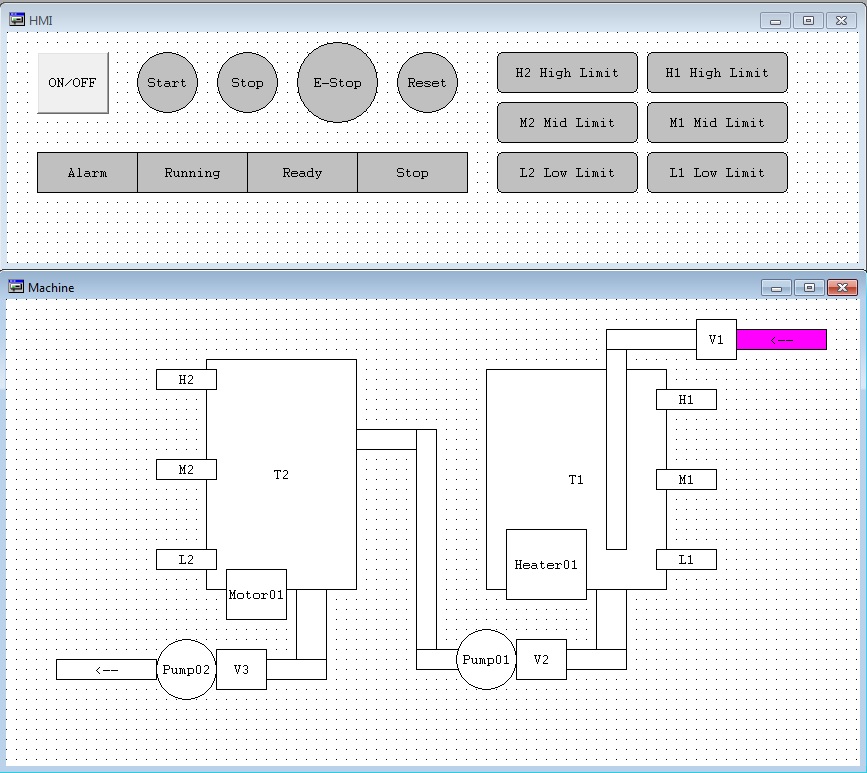 HMI
ON/OFF
Start
Stop
E-Stop
Reset
H2 High Limit
H1 High Limit
M2 Mid Limit
M1 Mid Limit
Alarm
Running
Ready
Stop
L2 Low Limit
L1 Low Limit
Machine
V1
<--
H2
H1
M2
T2
T1
M1
L2
Heater01
L1
Motor01
<--
Pump02
V3
Pump01
V2